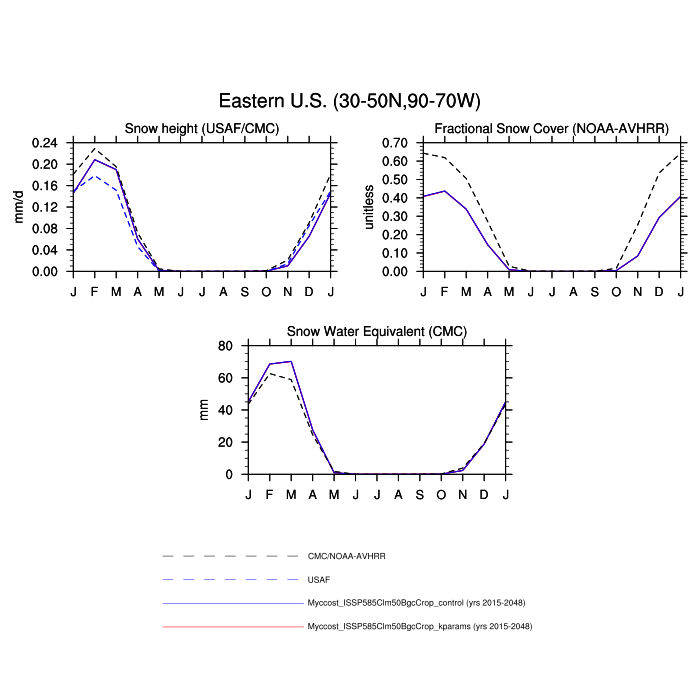 Eastern U.S. (30-50N,90-70W)
Snow height (USAF/CMC)
mm/d
0.24
0.20
0.16
0.12
0.08
0.04
0.00
J F M A M J J A S O N D J
Fractional Snow Cover (NOAA-AVHRR)
unitless
0.70
0.60
0.50
0.40
0.30
0.20
0.10
0.00
J F M A M J J A S O N D J
Snow Water Equivalent (CMC)
mm
80
60
40
20
0
J F M A M J J A S O N D J
CMC/NOAA-AVHRR
USAF
Myccost_ISSP585Clm50BgcCrop_control (yrs 2015-2048)
Myccost_ISSP585Clm50BgcCrop_kparams (yrs 2015-2048)